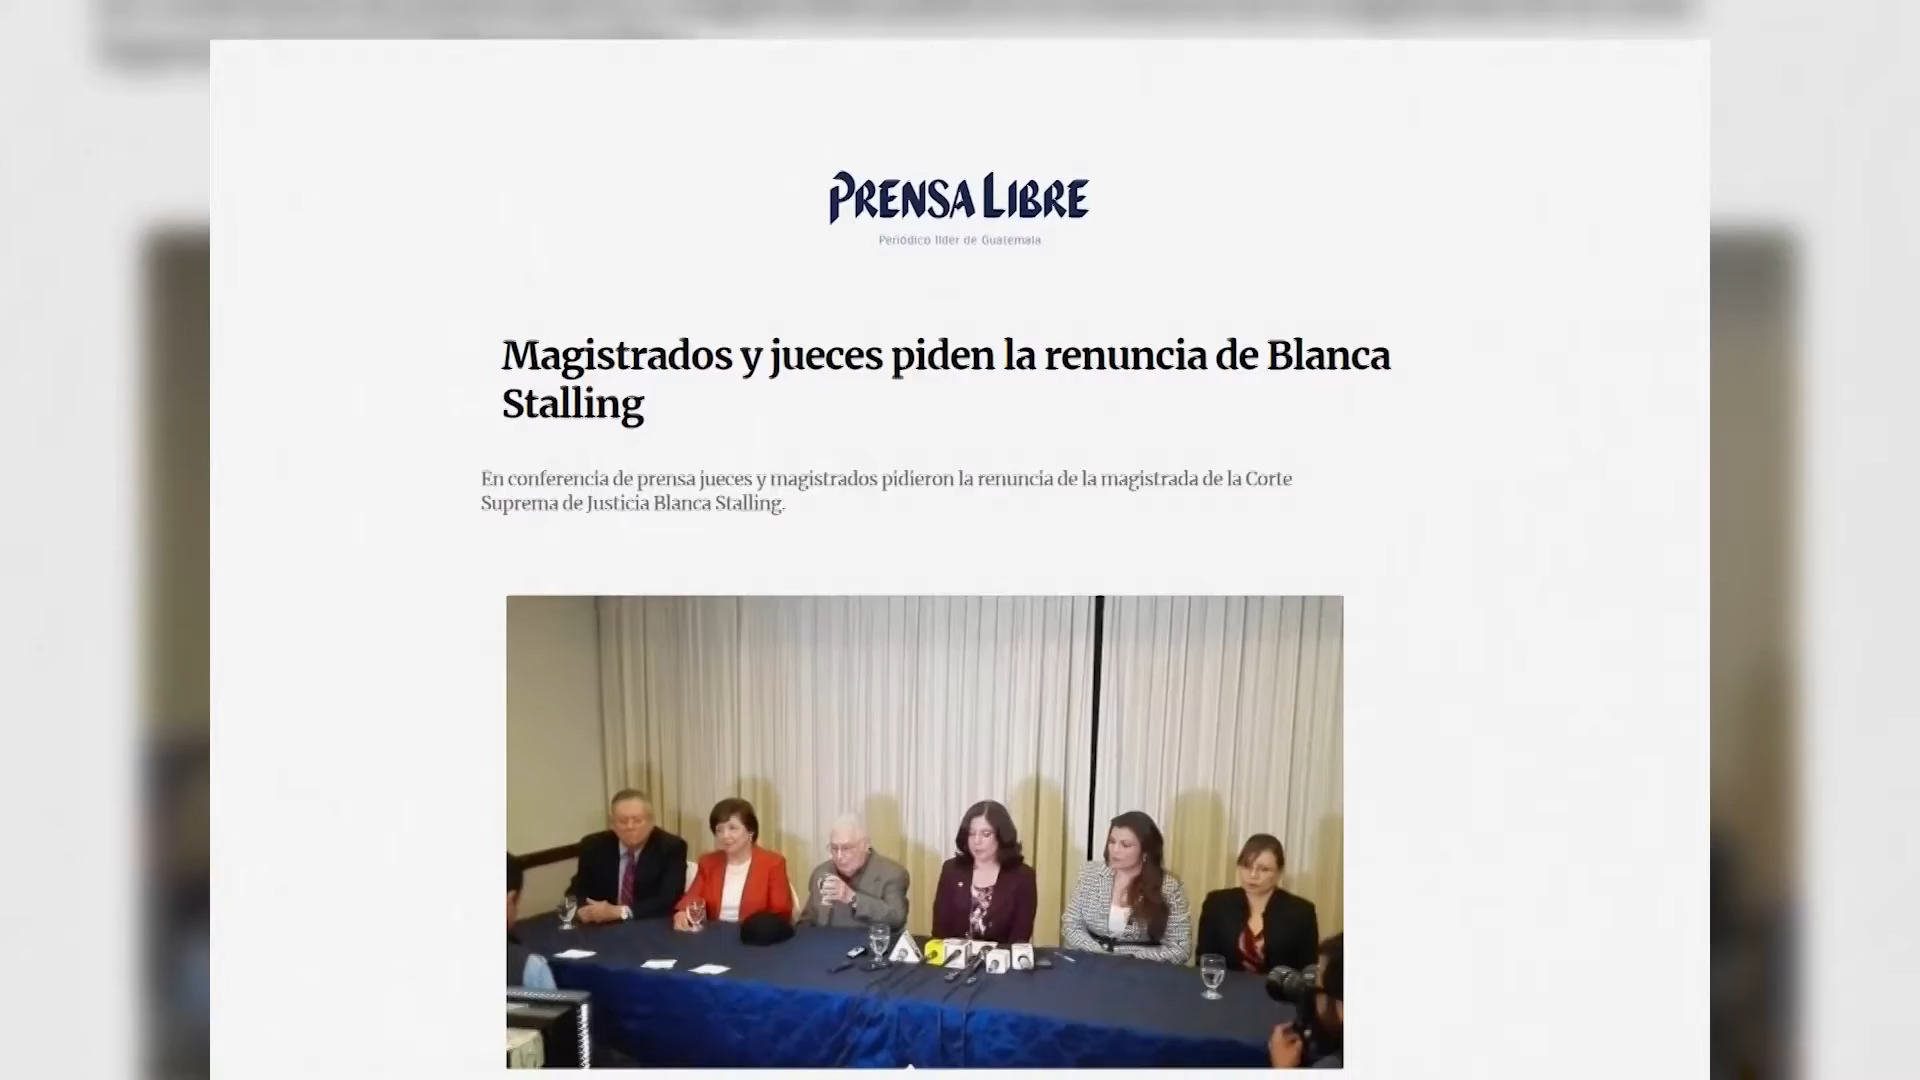 PRENSA LIBRE
Periódico líder de Guatemala
Magistrados y jueces piden la renuncia de Blanca
Stalling
En conferencia de prensa jueces y magistrados pidieron la renuncia de la magistrada de la Corte
Suprema de Justicia Blanca Stalling.